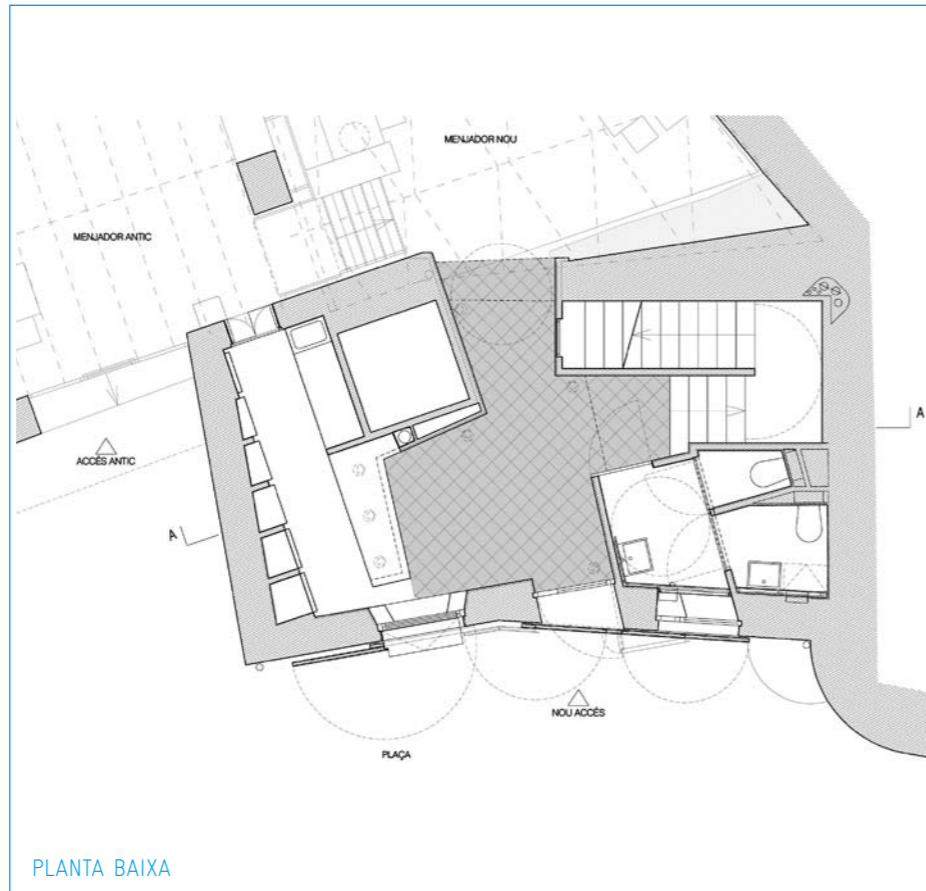 MENJADOR NOU
MENJADOR ANTIC
ACCÉS ANTIC
A
A
NOU ACCÉS
PLAÇA
PLANTA BAIXA